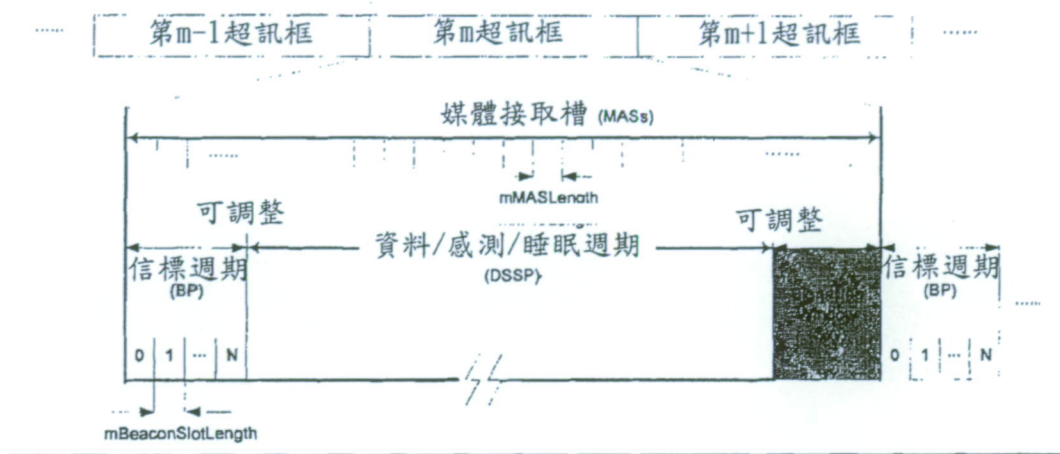 ...... 第m-1超訊框 第m超訊框 第m+1超訊框 ......
媒體接取槽 (MASs)
...... ......
mMASLength
可調整 可調整
資料/感測/睡眠週期
(DSSP)
信標週期 信標週期
(BP) (BP)
......
0 1 ... N 0 1 ... N
mBeaconSlotLength